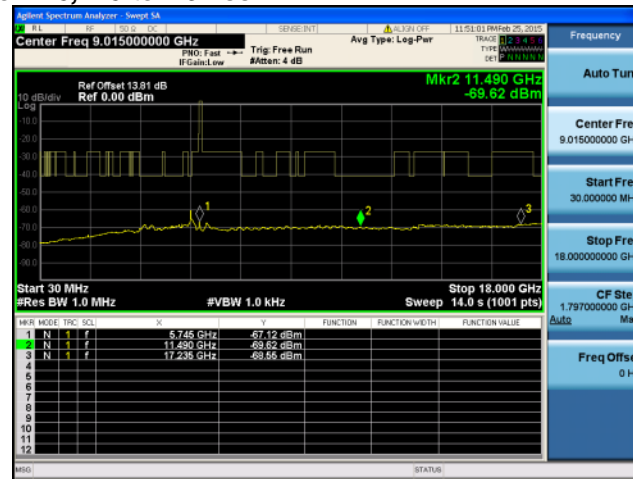 Agilent Spectrum Analyzer - Swept SA
RL RF 50 Ω DC SENSE:INT ALIGN OFF 11:51:01 PM Feb 25, 2015
Center Freq 9.015000000 GHz
PNO: Fast
IFGain:Low
Trig: Free Run
#Atten: 4 dB
Avg Type: Log-Pwr
TRACE 1 2 3 4 5 6
TYPE
DET P N N N N N
Ref Offset 13.81 dB
Ref 0.00 dBm
10 dB/div
Log
Mkr2 11.490 GHz
-69.62 dBm
-10.0
-20.0
-30.0
-40.0
-50.0
-60.0
-70.0
-80.0
-90.0
1
2
3
Start 30 MHz
Stop 18.000 GHz
#Res BW 1.0 MHz #VBW 1.0 kHz Sweep 14.0 s (1001 pts)
MKR MODE TRC SCL X Y FUNCTION FUNCTION WIDTH FUNCTION VALUE
1 N 1 f 5.745 GHz -67.12 dBm
2 N 1 f 11.490 GHz -69.62 dBm
3 N 1 f 17.235 GHz -68.55 dBm
4
5
6
7
8
9
10
11
12
MSG STATUS
Frequency
Auto Tun
Center Fre
9.015000000 GH
Start Fre
30.000000 MH
Stop Fre
18.000000000 GH
CF Ste
1.797000000 GH
Auto Ma
Freq Offse
0 H